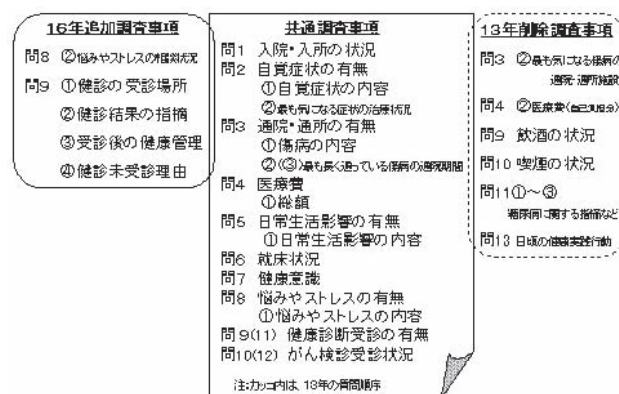 16年追加調査事項
問8 ②悩みやストレスの相談状況
問9 ①健診の受診場所
②健診結果の指摘
③受診後の健康管理
④健診未受診理由
共通調査事項
問1 入院・入所の状況
問2 自覚症状の有無
①自覚症状の内容
②最も気になる症状の治療状況
問3 通院・通所の有無
①傷病の内容
②(③)最も長く通っている傷病の通院期間
問4 医療費
①総額
問5 日常生活影響の有無
①日常生活影響の内容
問6 就床状況
問7 健康意識
問8 悩みやストレスの有無
①悩みやストレスの内容
問9(11) 健康診断受診の有無
問10(12) がん検診受診状況
注:カッコ内は、13年の質問順序
13年削除調査事項
問3 ②最も気になる傷病の
通院・通所施設
問4 ②医療費(自己負担分)
問9 飲酒の状況
問10 喫煙の状況
問11①~③
糖尿病に関する指摘など
問13 日頃の健康実践行動